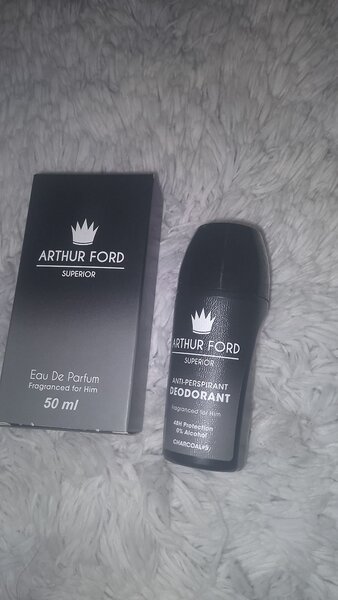 ARTHUR FORD
SUPERIOR
Eau De Parfum
Fragranced for Him
50 ml
ARTHUR FORD
SUPERIOR
ANTI-PERSPIRANT
DEODORANT
Fragranced for Him
48H Protection
0% Alcohol